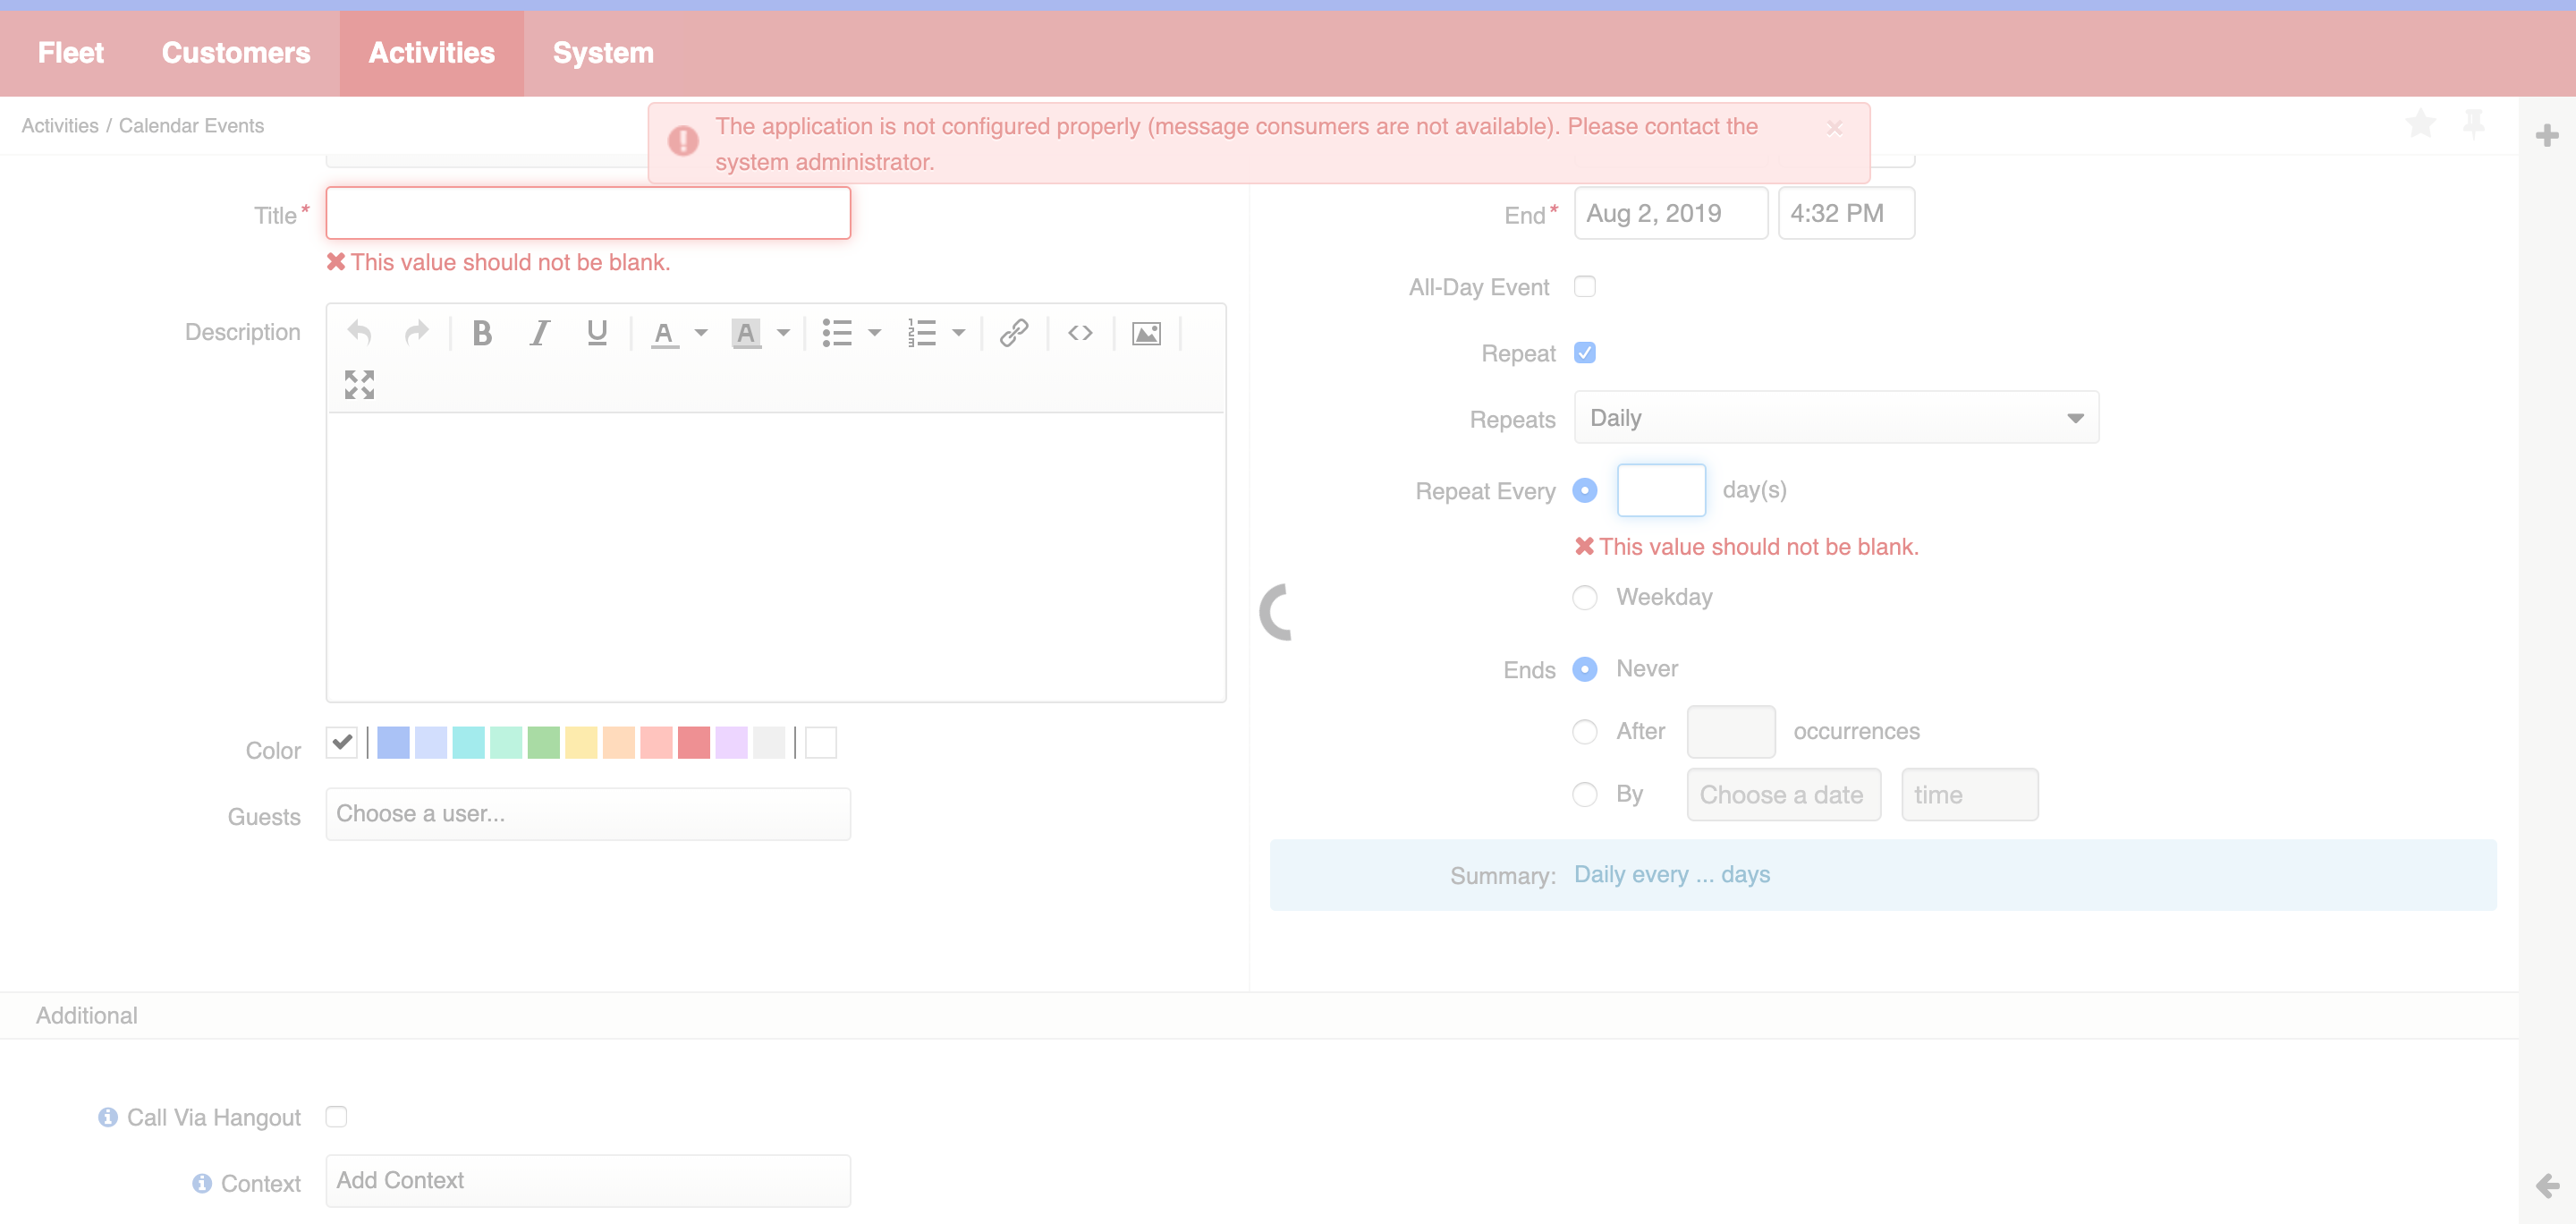 Fleet Customers Activities System
Activities / Calendar Events
The application is not configured properly (message consumers are not available). Please contact the
system administrator.
×
Title*
This value should not be blank.
Description
B I U A A
Color
Guests Choose a user...
End* Aug 2, 2019 4:32 PM
All-Day Event
Repeat
Repeats Daily
Repeat Every day(s)
This value should not be blank.
Weekday
Ends Never
After occurrences
By Choose a date time
Summary: Daily every ... days
Additional
Call Via Hangout
Context Add Context